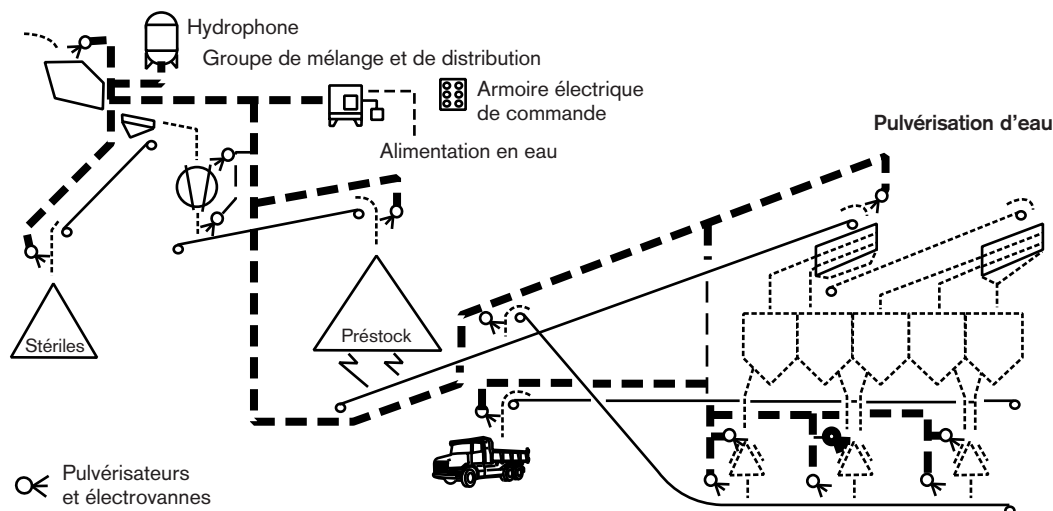 Hydrophone
Groupe de mélange et de distribution
Armoire électrique
de commande
Alimentation en eau
Pulvérisation d'eau
Stériles
Préstock
Pulvérisateurs
et électrovannes